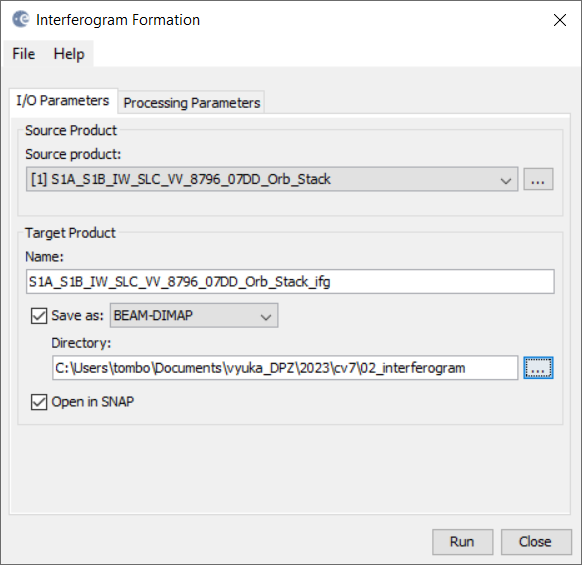 Interferogram Formation
File Help
I/O Parameters Processing Parameters
Source Product
Source product:
[1] S1A_S1B_IW_SLC_VV_8796_07DD_Orb_Stack ...
Target Product
Name:
S1A_S1B_IW_SLC_VV_8796_07DD_Orb_Stack_ifg
Save as: BEAM-DIMAP
Directory:
C:\Users\tombo\Documents\vyuka_DPZ\2023\cv7\02_interferogram ...
Open in SNAP
Run Close